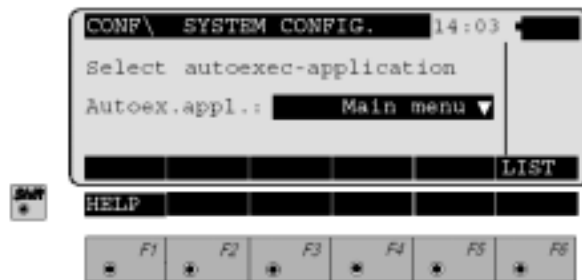 CONF\ SYSTEM CONFIG. 14:03
Select autoexec-application
Autoex.appl.: Main menu ▼
LIST
SHIFT HELP
F1 F2 F3 F4 F5 F6